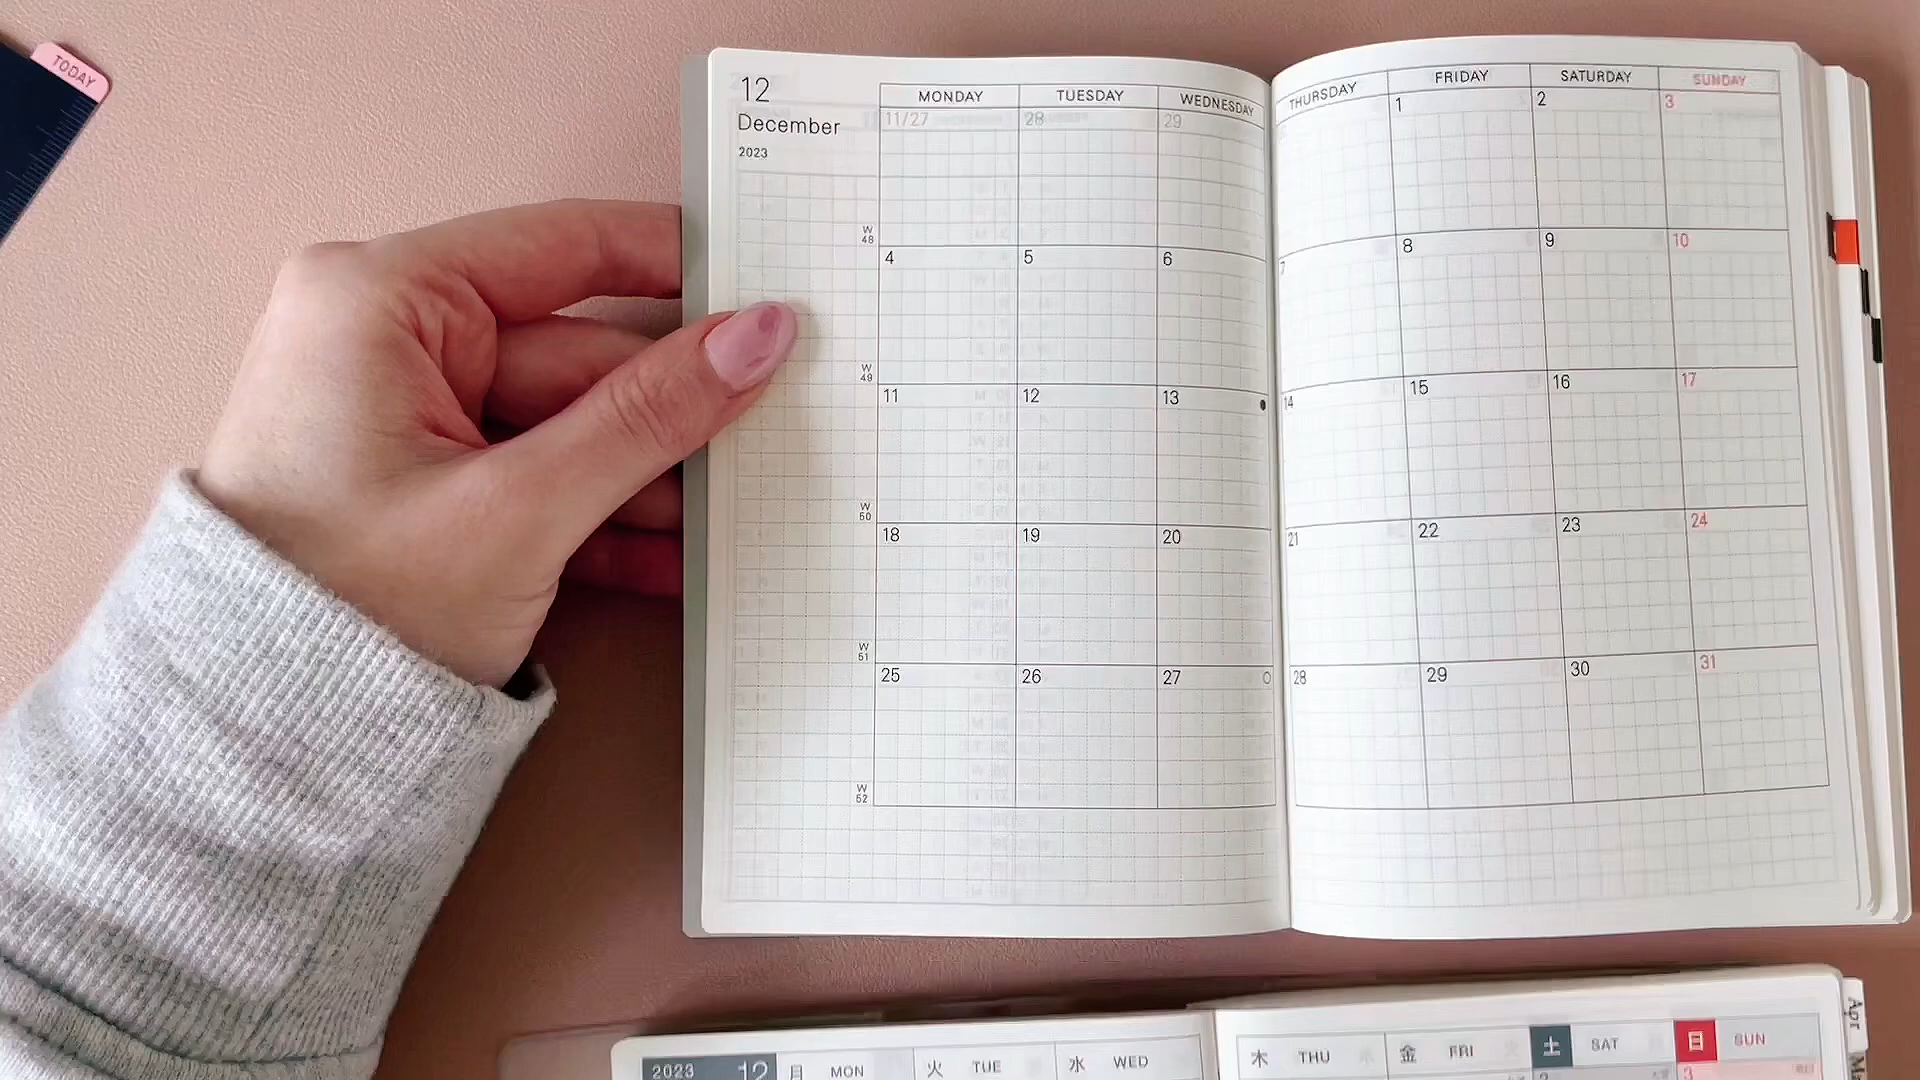 TODAY
12
December
2023
MONDAY TUESDAY WEDNESDAY THURSDAY FRIDAY SATURDAY SUNDAY
11/27 28 29 1 2 3
W 48
4 5 6 7 8 9 10
W 49
11 12 13 14 15 16 17
W 50
18 19 20 21 22 23 24
W 51
25 26 27 28 29 30 31
W 52
Apr
2023 12 月 MON 火 TUE 水 WED 木 THU 金 FRI 土 SAT 日 SUN
2 3